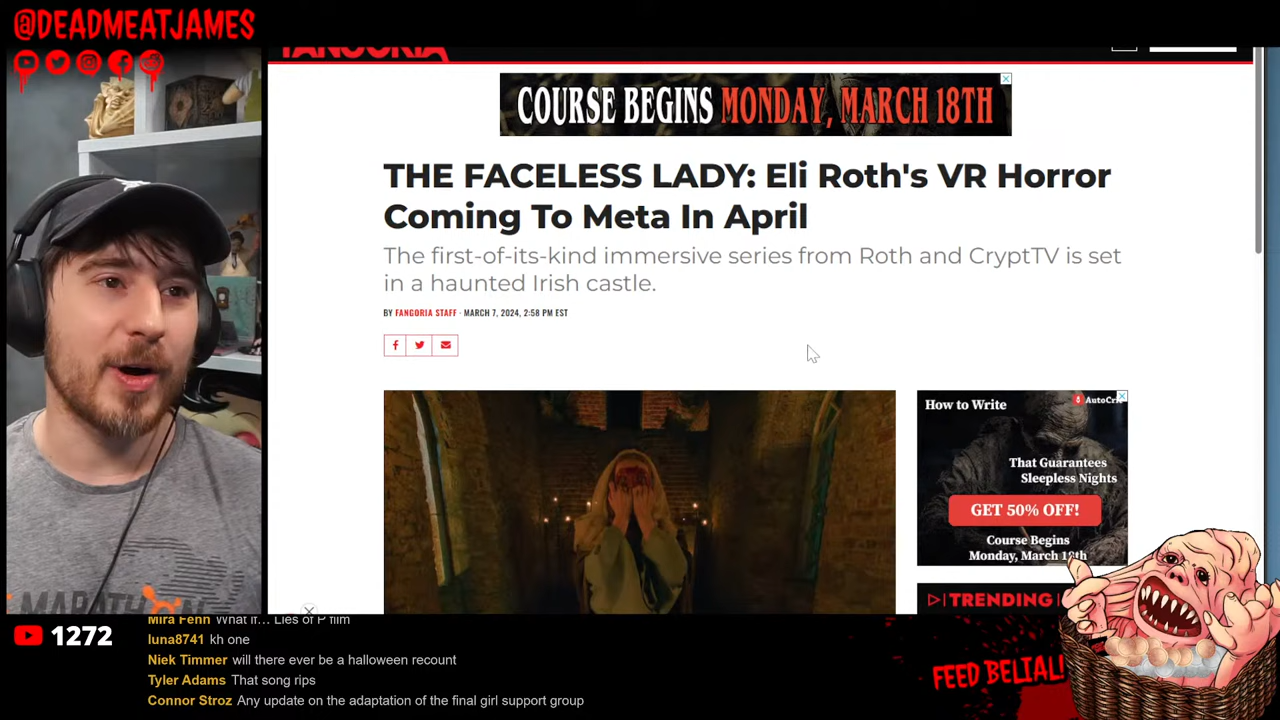 @DEADMEATJAMES
FANGORIA
COURSE BEGINS MONDAY, MARCH 18TH
THE FACELESS LADY: Eli Roth's VR Horror
Coming To Meta In April
The first-of-its-kind immersive series from Roth and CryptTV is set
in a haunted Irish castle.
BY FANGORIA STAFF · MARCH 7, 2024, 2:58 PM EST
How to Write
That Guarantees
Sleepless Nights
GET 50% OFF!
Course Begins
Monday, March 18th
TRENDING
MARATHON
1272
Mira Fenn What if... Lies of P film
luna8741 kh one
Niek Timmer will there ever be a halloween recount
Tyler Adams That song rips
Connor Stroz Any update on the adaptation of the final girl support group
FEED BELIAL!